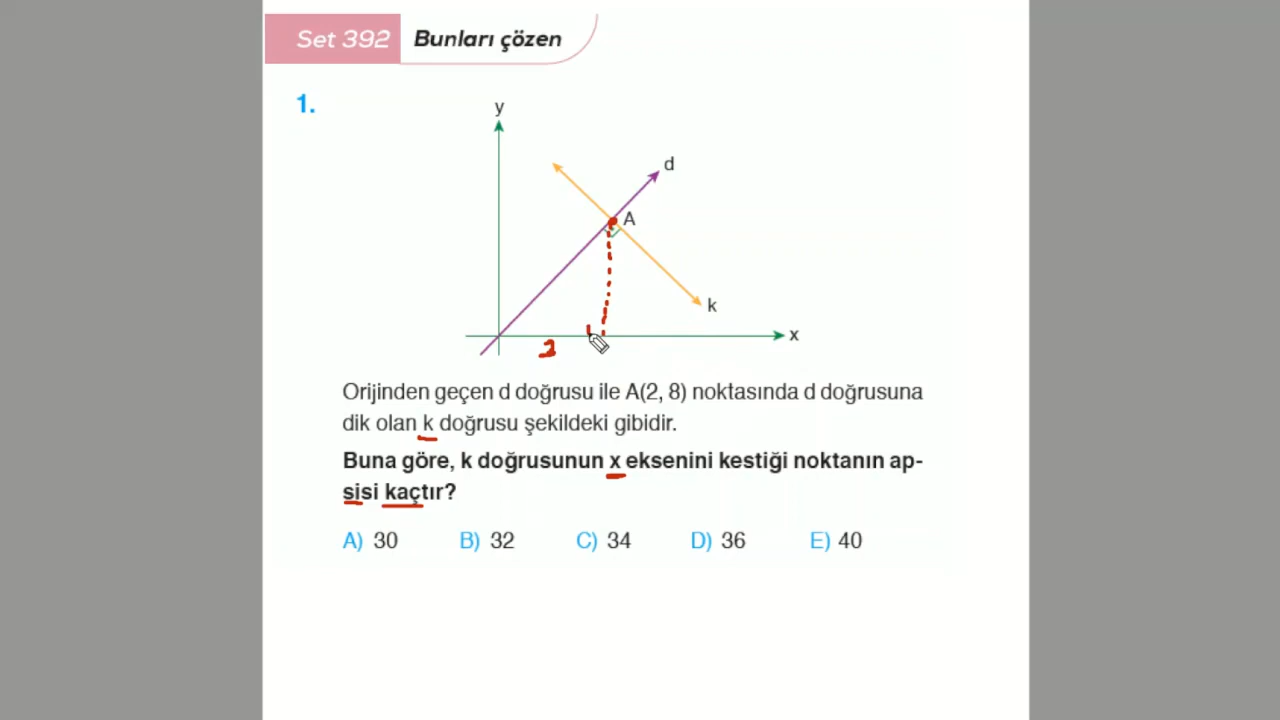 Set 392 Bunları çözen
1.
y
d
A
k
x
2
Orijinden geçen d doğrusu ile A(2, 8) noktasında d doğrusuna
dik olan k doğrusu şekildeki gibidir.
Buna göre, k doğrusunun x eksenini kestiği noktanın ap-
sisi kaçtır?
A) 30 B) 32 C) 34 D) 36 E) 40